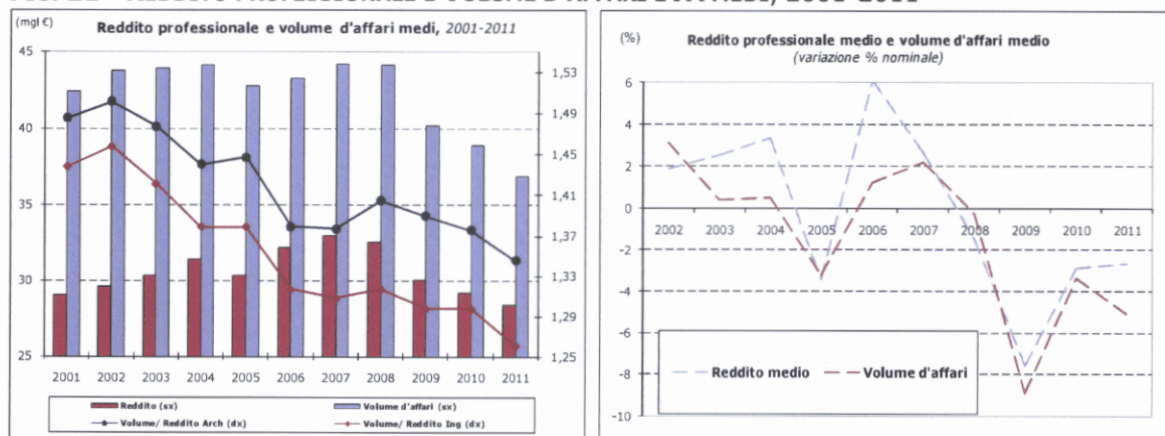 (mgl €)
Reddito professionale e volume d'affari medi, 2001-2011
45
40
35
30
25
1,53
1,49
1,45
1,41
1,37
1,33
1,29
1,25
2001 2002 2003 2004 2005 2006 2007 2008 2009 2010 2011
Reddito (sx) Volume d'affari (sx)
Volume/ Reddito Arch (dx) Volume/ Reddito Ing (dx)
(%)
Reddito professionale medio e volume d'affari medio
(variazione % nominale)
6
4
2
0
-2
-4
-6
-8
-10
2002 2003 2004 2005 2006 2007 2008 2009 2010 2011
Reddito medio Volume d'affari